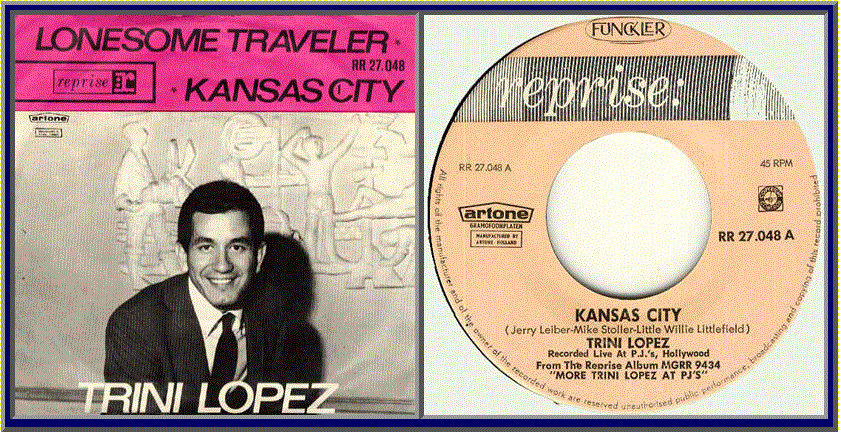 LONESOME TRAVELER *
RR 27.048
reprise r
* KANSAS CITY
artone
TRINI LOPEZ
FUNCKLER
reprise:
RR 27.048 A
45 RPM
artone
GRAMOFOONPLATEN
MANUFACTURED BY
ARTONE HOLLAND
RR 27.048 A
KANSAS CITY
(Jerry Leiber-Mike Stoller-Little Willie Littlefield)
TRINI LOPEZ
Recorded Live At P.J.'s, Hollywood
From The Reprise Album MGRR 9434
"MORE TRINI LOPEZ AT PJ'S"
All rights of the manufacturer and of the owner of the recorded work are reserved unauthorised public performance, broadcasting and copying of this record prohibited